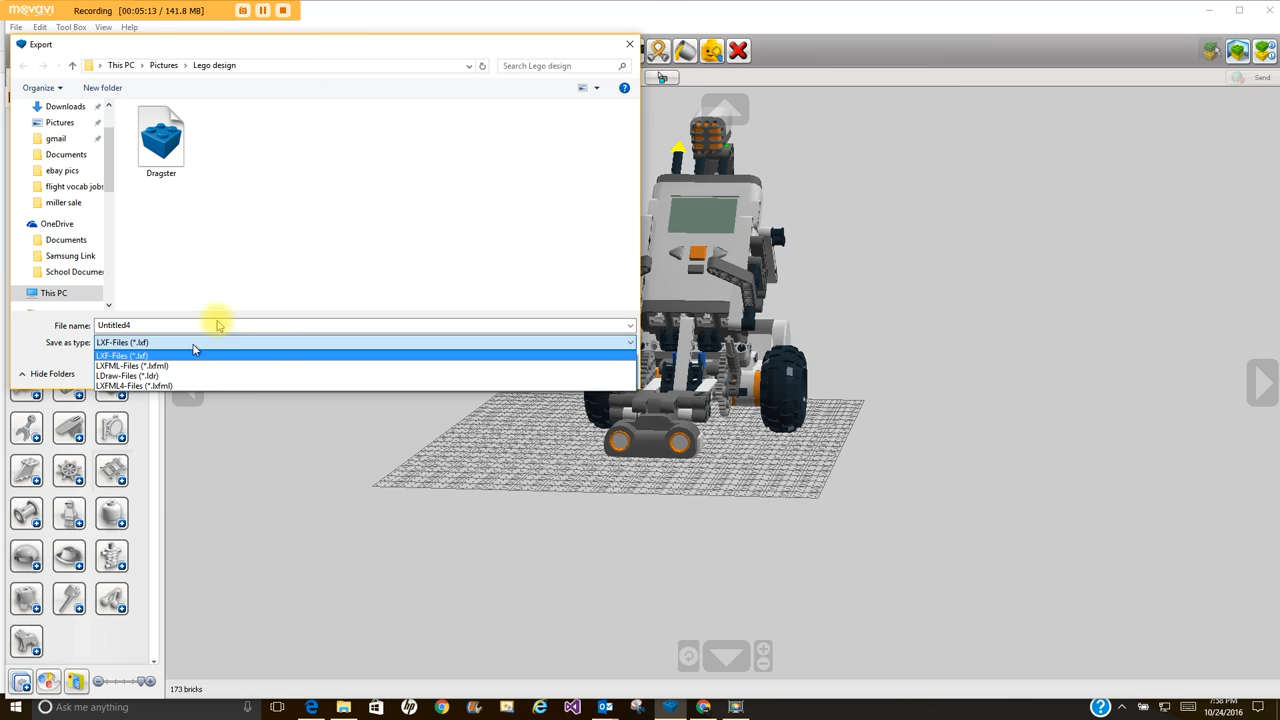 movavi Recording (00:05:13 / 141.8 MB)
File Edit Tool Box View Help
Export
This PC Pictures Lego design
Search Lego design
Organize New folder
Downloads
Pictures
gmail
Documents
ebay pics
flight vocab jobs
miller sale
OneDrive
Documents
Samsung Link
School Docume
This PC
Dragster
File name: Untitled4
Save as type: LXF-Files (*.lxf)
LXF-Files (*.lxf)
LXFML-Files (*.lxfml)
LDraw-Files (*.ldr)
LXFML4-Files (*.lxfml)
Hide Folders
Send
173 bricks
Ask me anything
7:58 PM
10/24/2016